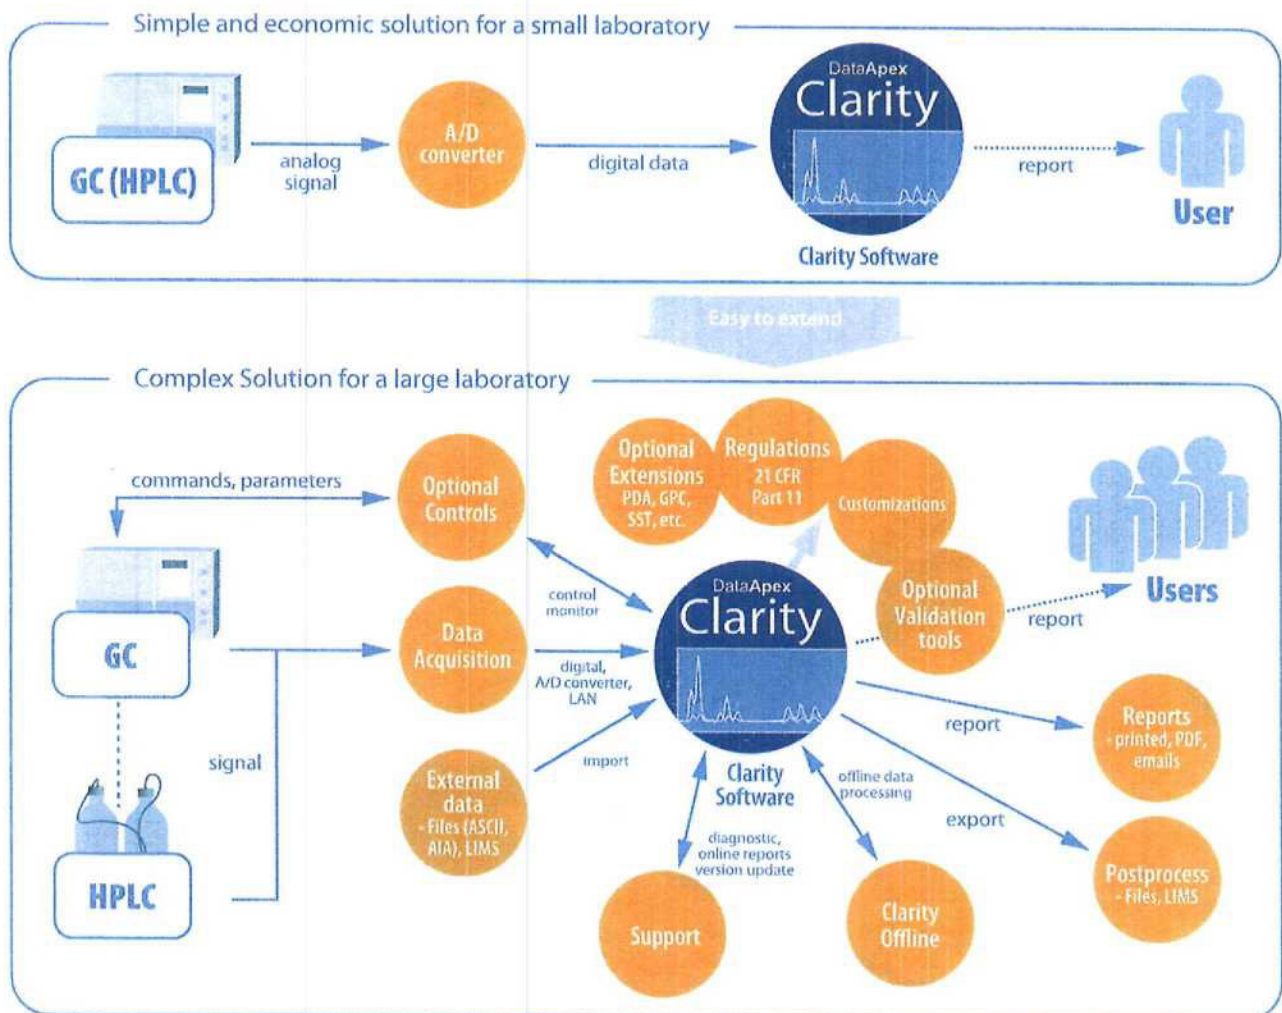 Simple and economic solution for a small laboratory
GC (HPLC)
analog
signal
A/D
converter
digital data
DataApex
Clarity
Clarity Software
report
User
Easy to extend
Complex Solution for a large laboratory
commands, parameters
Optional
Controls
Optional
Extensions
PDA, GPC,
SST, etc.
Regulations
21 CFR
Part 11
Customizations
Optional
Validation
tools
Users
report
control
monitor
DataApex
Clarity
Clarity
Software
GC
Data
Acquisition
digital,
A/D converter,
LAN
signal
External
data
- Files (ASCII,
AIA), LIMS
import
HPLC
report
Reports
- printed, PDF,
emails
offline data
processing
export
Postprocess
- Files, LIMS
diagnostic,
online reports
version update
Support
Clarity
Offline